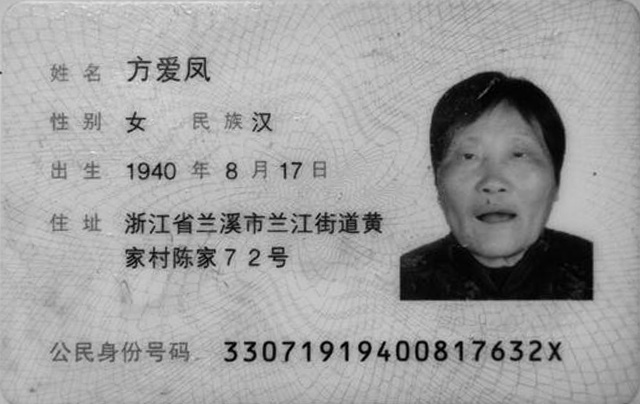 姓名 方爱凤
性别 女 民族 汉
出生 1940 年 8 月 17 日
住址 浙江省兰溪市兰江街道黄
家村陈家72号
公民身份号码 33071919400817632X